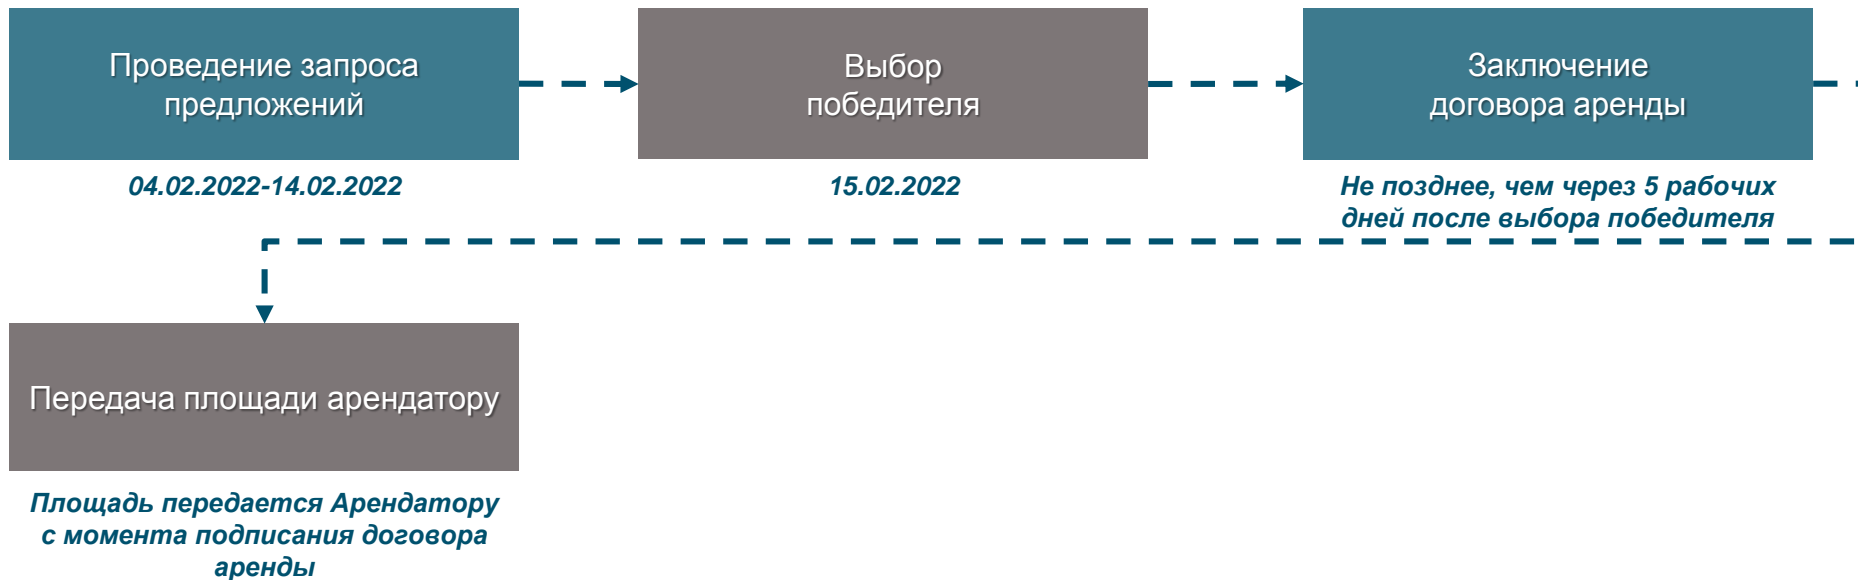 Проведение запроса
предложений
Выбор
победителя
Заключение
договора аренды
04.02.2022-14.02.2022
15.02.2022
Не позднее, чем через 5 рабочих
дней после выбора победителя
Передача площади арендатору
Площадь передается Арендатору
с момента подписания договора
аренды